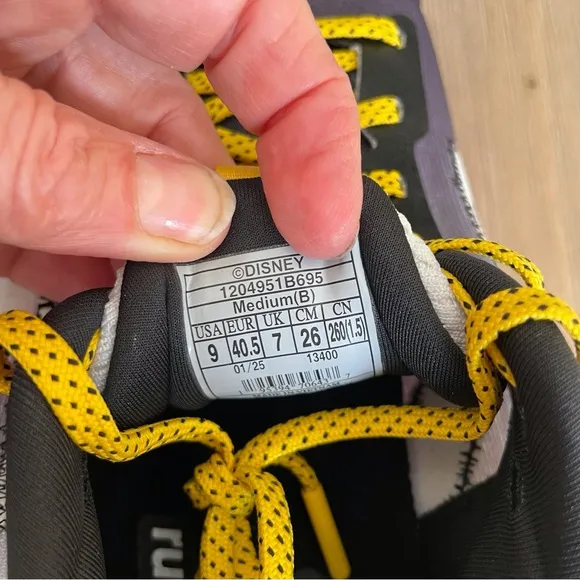 ©DISNEY
1204951B695
Medium(B)
USA EUR UK CM CN
9 40.5 7 26 260(1.5)
01/25 13400
ru